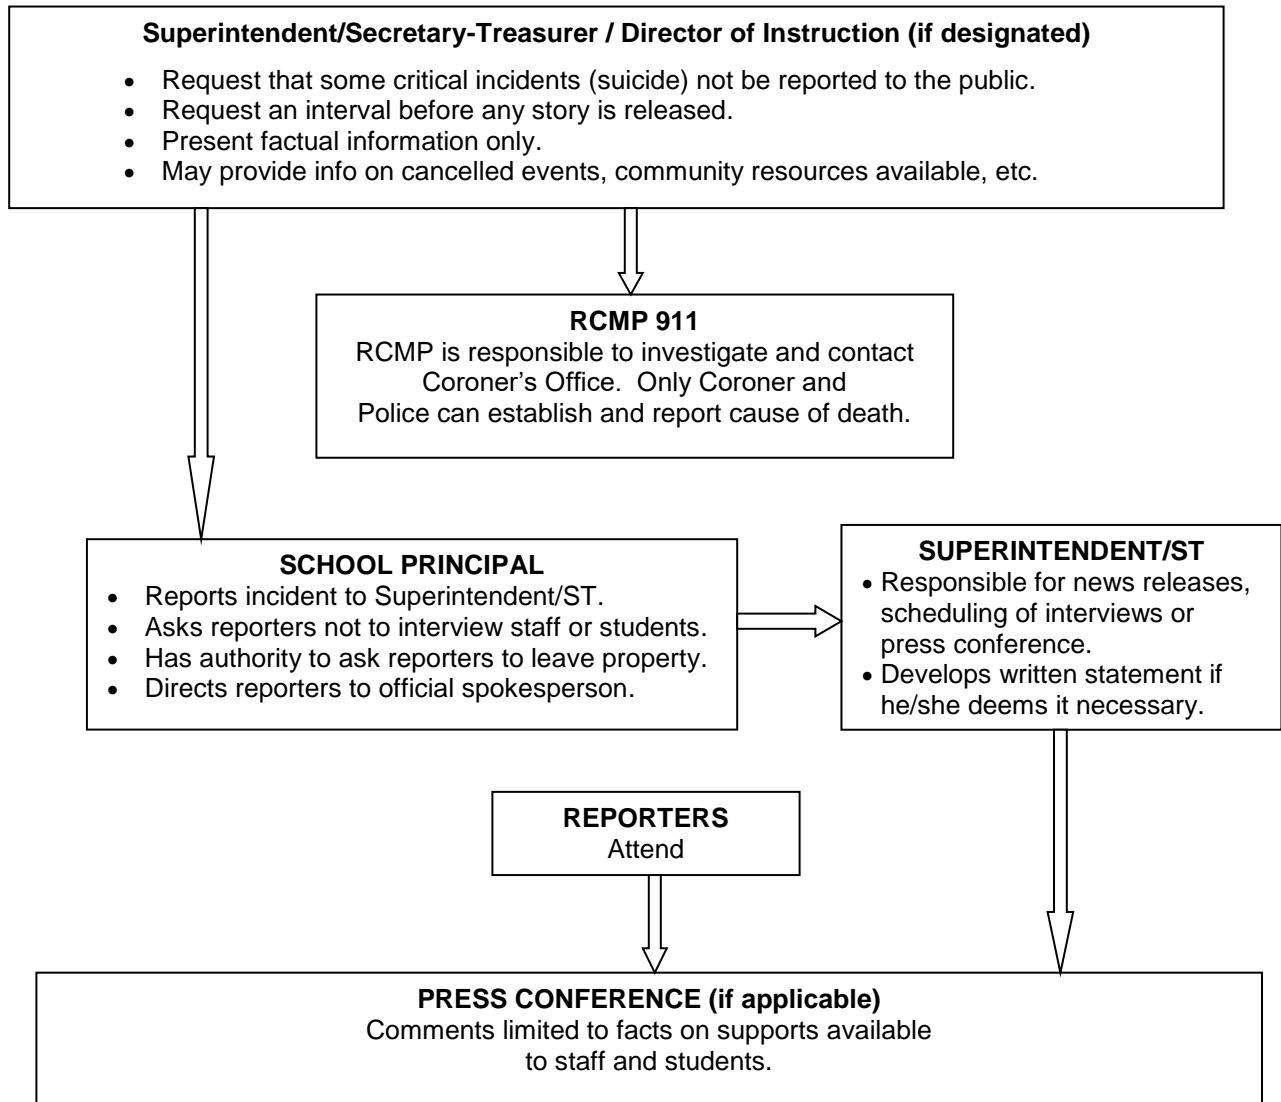 Superintendent/Secretary-Treasurer / Director of Instruction (if designated)
• Request that some critical incidents (suicide) not be reported to the public.
• Request an interval before any story is released.
• Present factual information only.
• May provide info on cancelled events, community resources available, etc.
RCMP 911
RCMP is responsible to investigate and contact
Coroner's Office.  Only Coroner and
Police can establish and report cause of death.
SCHOOL PRINCIPAL
• Reports incident to Superintendent/ST.
• Asks reporters not to interview staff or students.
• Has authority to ask reporters to leave property.
• Directs reporters to official spokesperson.
SUPERINTENDENT/ST
• Responsible for news releases,
scheduling of interviews or
press conference.
• Develops written statement if
he/she deems it necessary.
REPORTERS
Attend
PRESS CONFERENCE (if applicable)
Comments limited to facts on supports available
to staff and students.